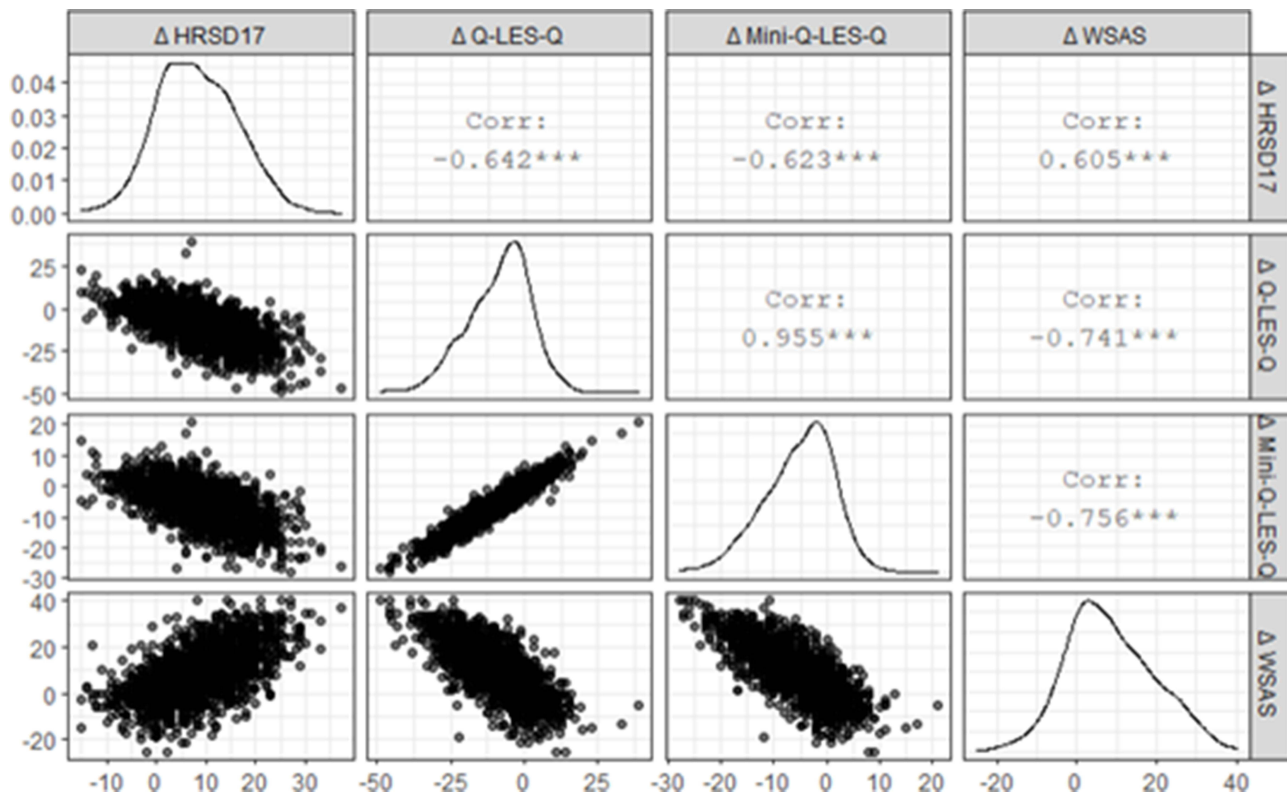 Δ HRSD17 Δ Q-LES-Q Δ Mini-Q-LES-Q Δ WSAS
0.04
0.03
0.02
0.01
0.00
Corr:
-0.642***
Corr:
-0.623***
Corr:
0.605***
Δ HRSD17
25
0
-25
-50
Corr:
0.955***
Corr:
-0.741***
Δ Q-LES-Q
20
10
0
-10
-20
-30
Corr:
-0.756***
Δ Mini-Q-LES-Q
40
20
0
-20
Δ WSAS
-10 0 10 20 30 -50 -25 0 25 -30 -20 -10 0 10 20 -20 0 20 40